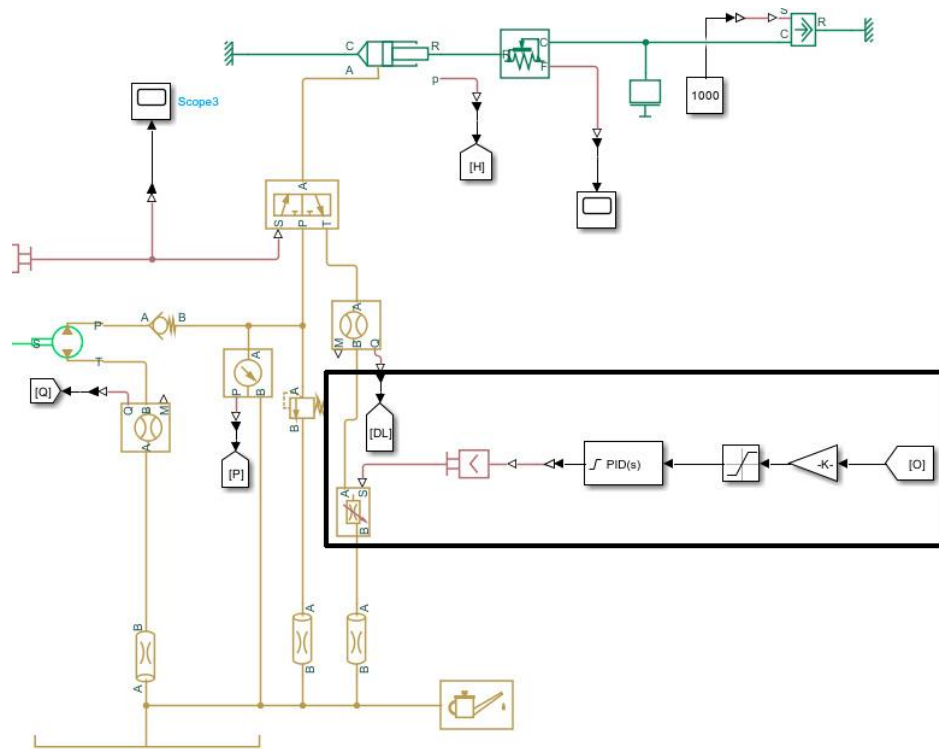 C R
A
p
R C
F
S
C R
1000
Scope3
[H]
A
S P T
A B
P
S
T
A
M B Q
[Q]
Q B M
A
A
P B
[P]
A
B
[DL]
PID(s)
-K-
[O]
A S
B
B
A
A
B
A
B